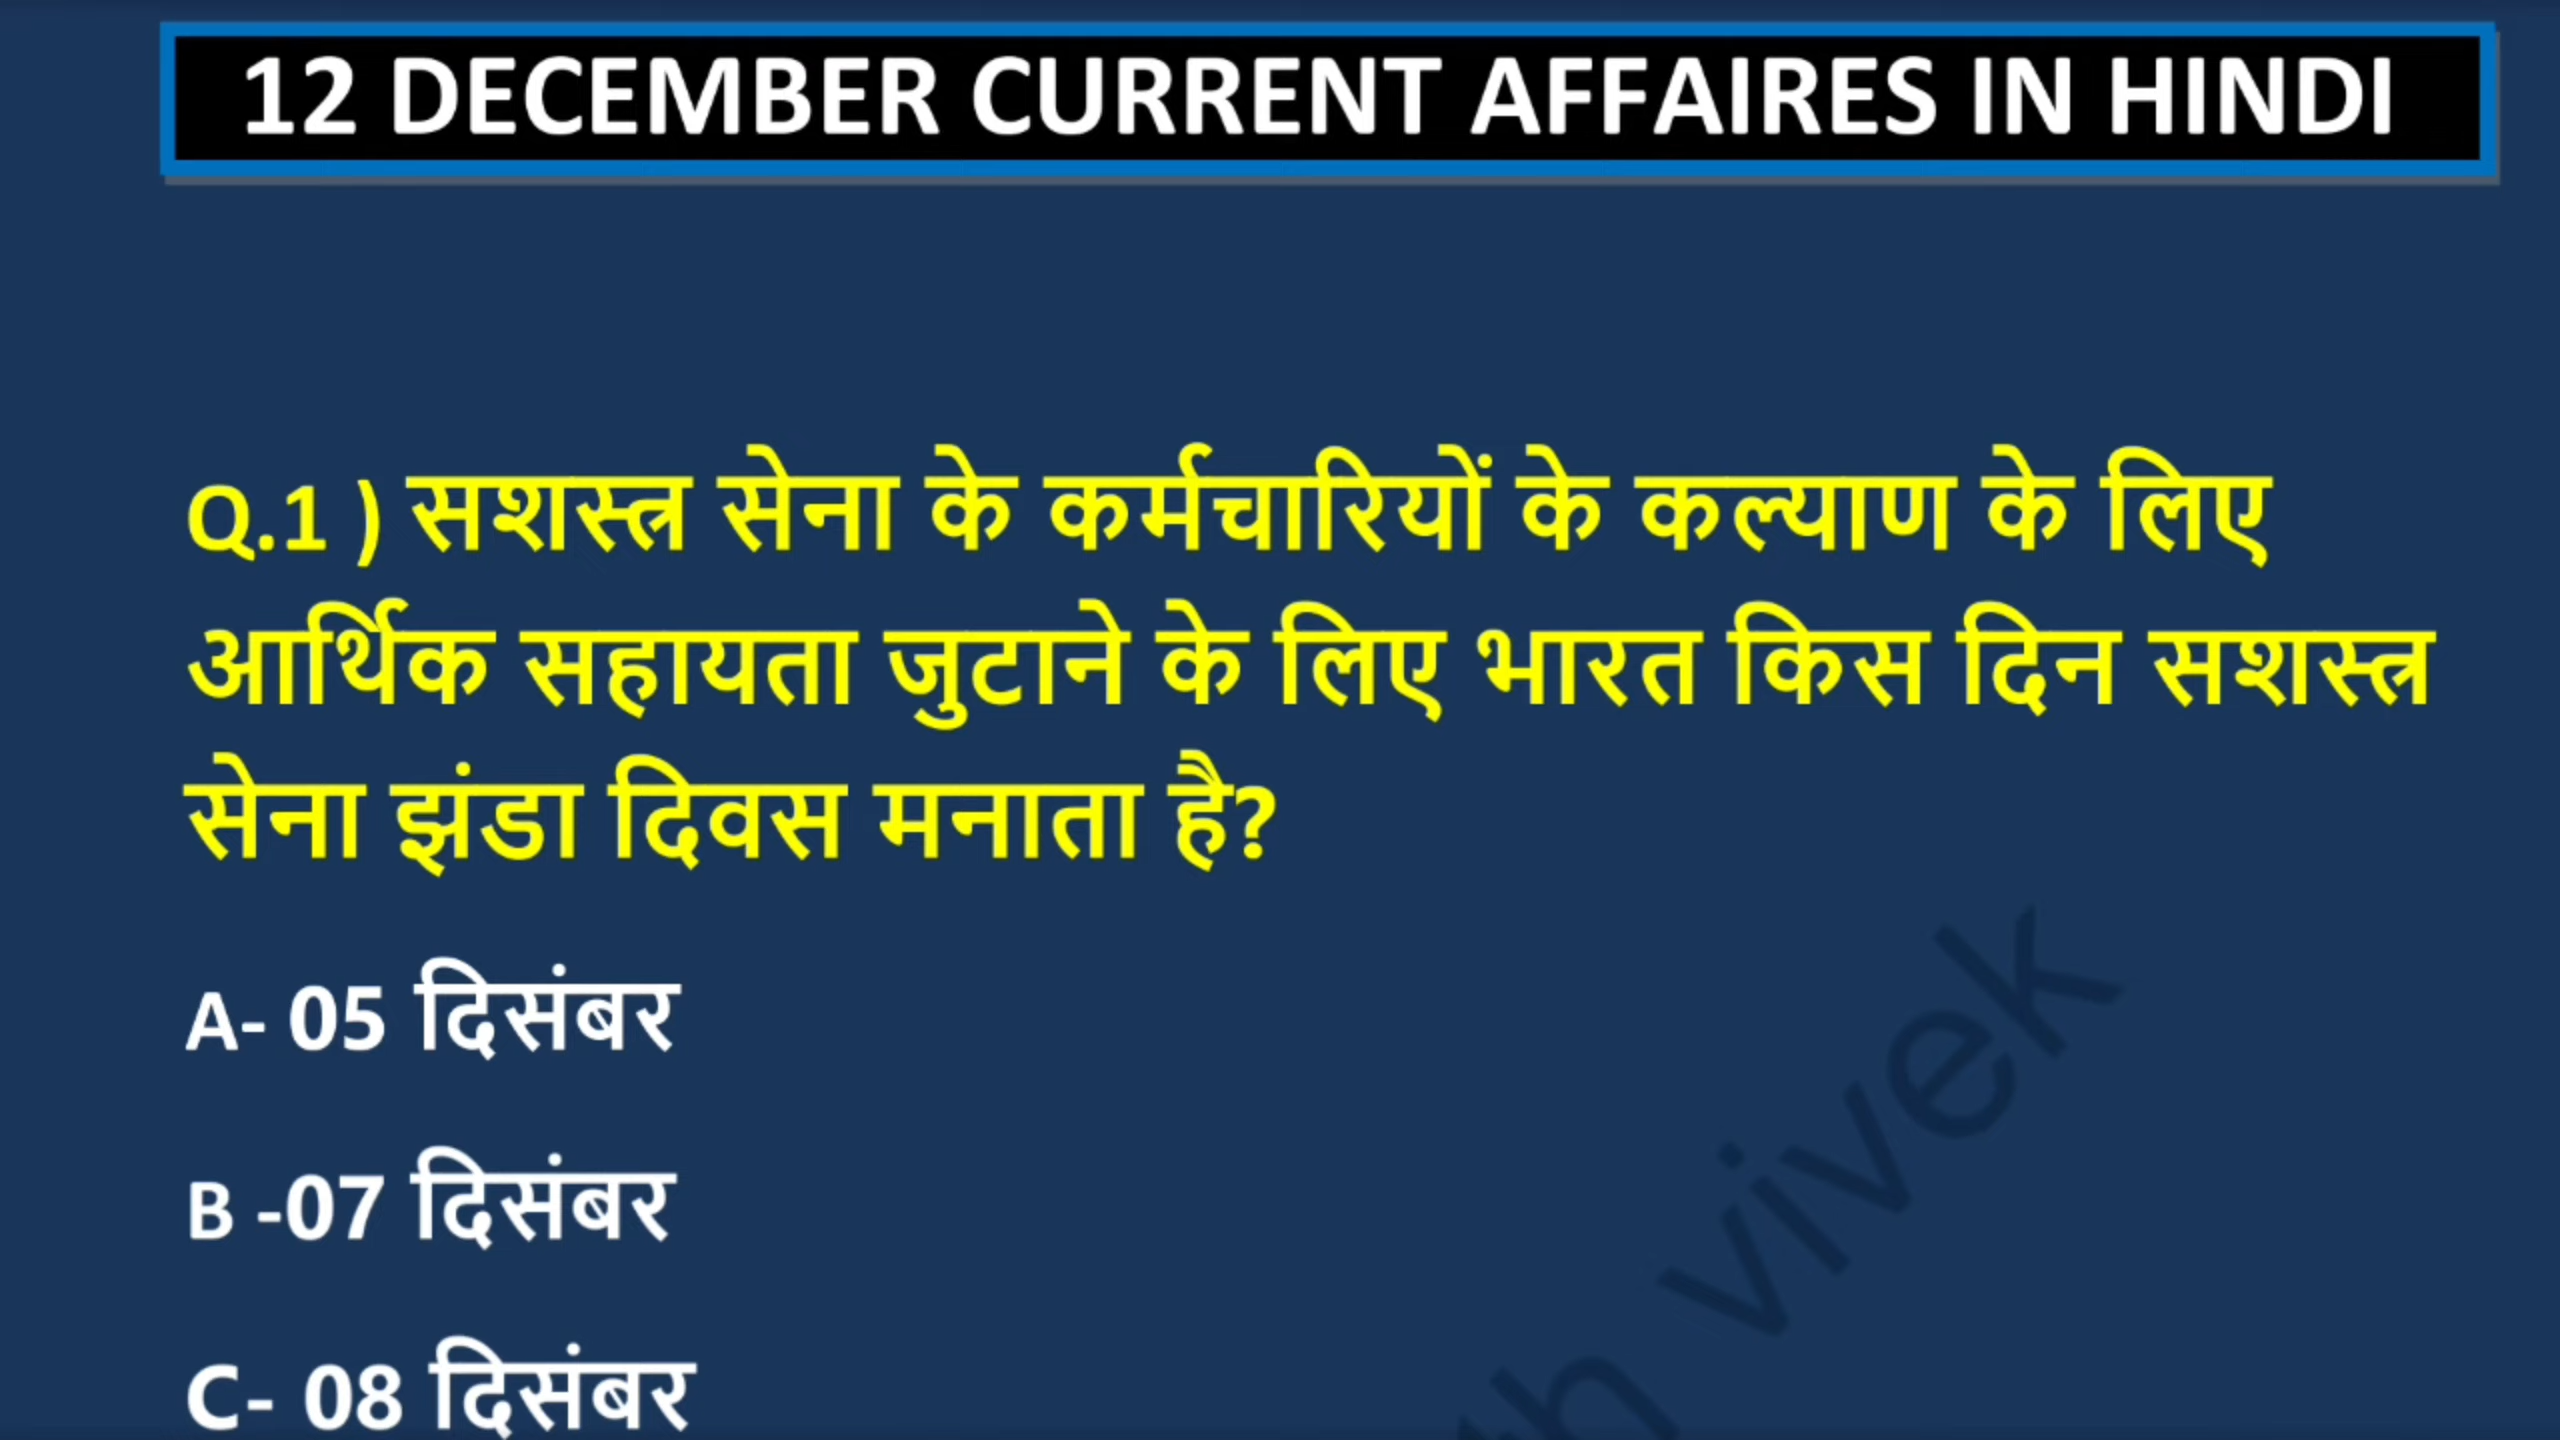 12 DECEMBER CURRENT AFFAIRES IN HINDI
Q.1 ) सशस्त्र सेना के कर्मचारियों के कल्याण के लिए
आर्थिक सहायता जुटाने के लिए भारत किस दिन सशस्त्र
सेना झंडा दिवस मनाता है?
A- 05 दिसंबर
B -07 दिसंबर
C- 08 दिसंबर
vivek